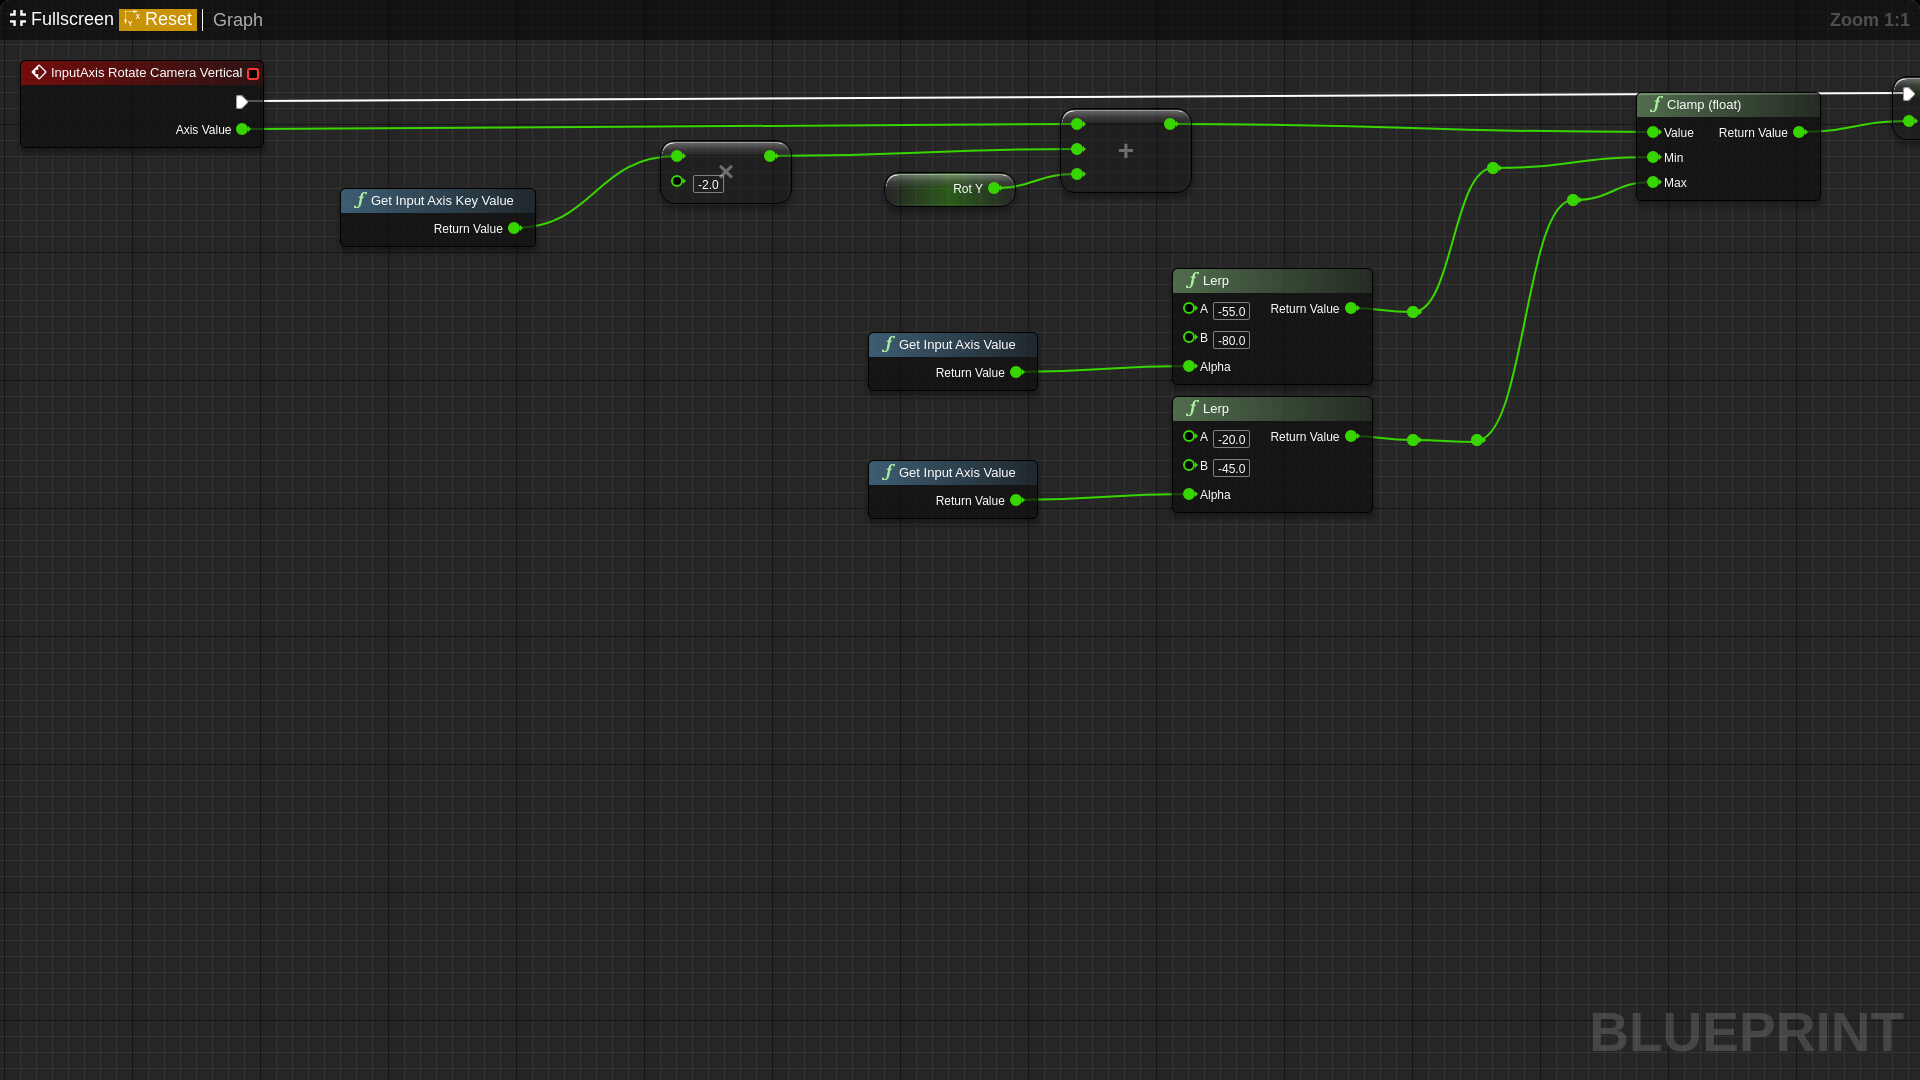 Fullscreen Reset Graph
Zoom 1:1
InputAxis Rotate Camera Vertical
Axis Value
Get Input Axis Key Value
Return Value
-2.0
Rot Y
+
Clamp (float)
Value Return Value
Min
Max
Lerp
A -55.0 Return Value
B -80.0
Alpha
Get Input Axis Value
Return Value
Lerp
A -20.0 Return Value
B -45.0
Alpha
Get Input Axis Value
Return Value
BLUEPRINT